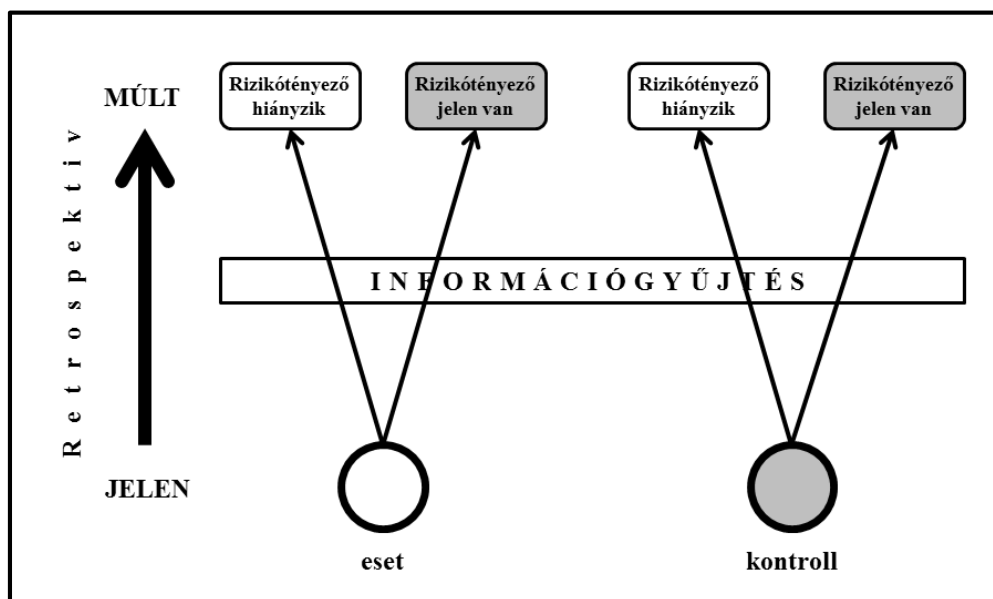 MÚLT
Rizikótényező
hiányzik
Rizikótényező
jelen van
Rizikótényező
hiányzik
Rizikótényező
jelen van
Retrospektiv
INFORMÁCIÓGYŰJTÉS
JELEN
eset
kontroll